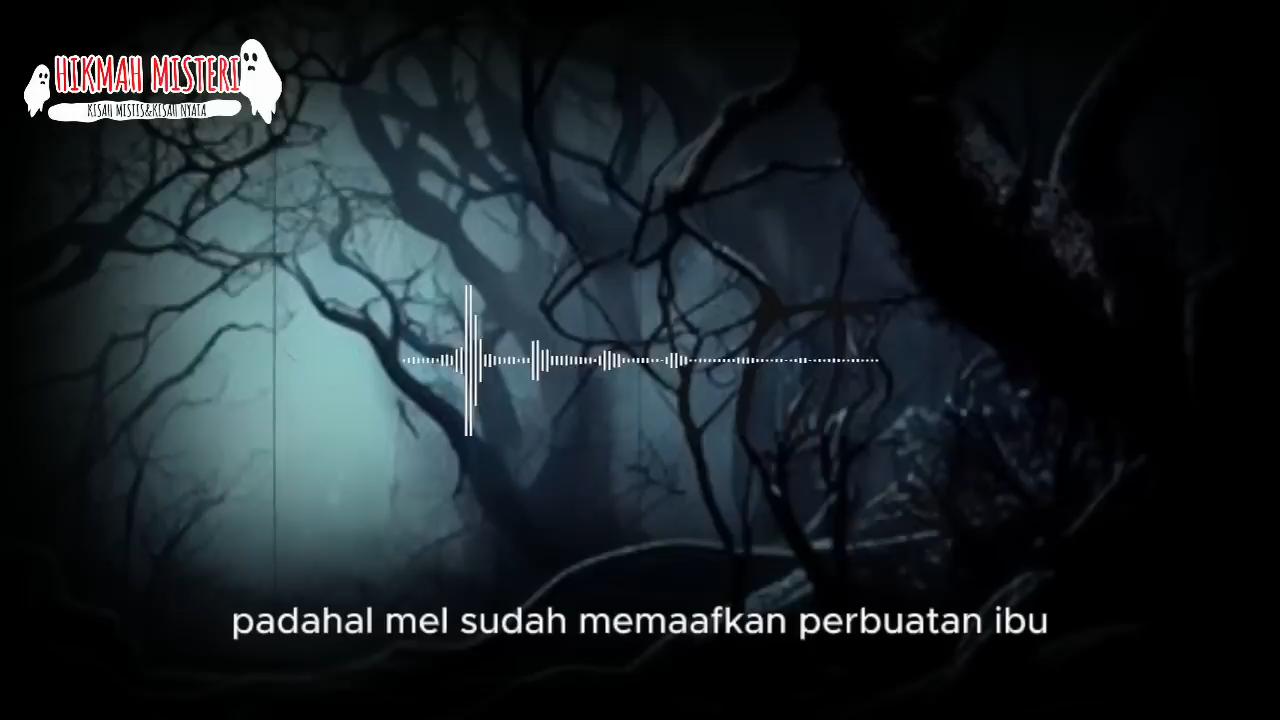 HIKMAH MISTERI
KISAH MISTIS&KISAH NYATA
padahal mel sudah memaafkan perbuatan ibu